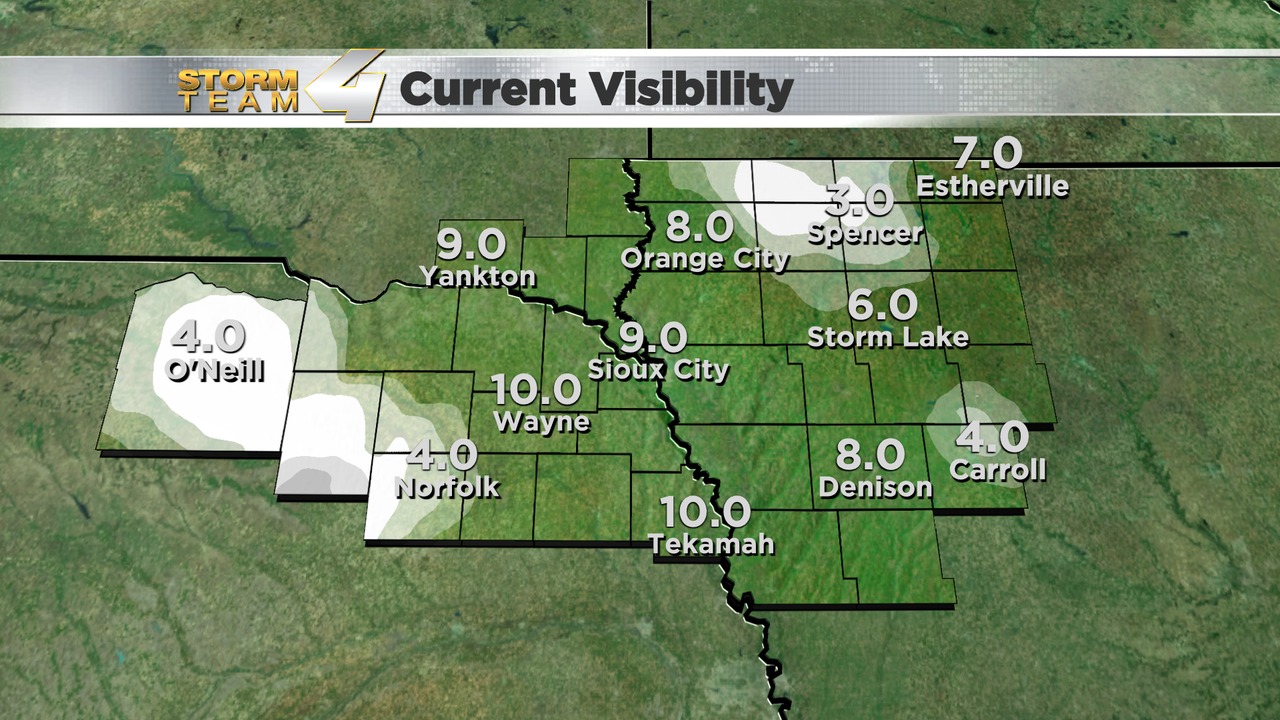 STORM
TEAM
4
Current Visibility
7.0
Estherville
3.0
Spencer
8.0
Orange City
9.0
Yankton
6.0
Storm Lake
4.0
O'Neill
9.0
Sioux City
10.0
Wayne
4.0
Norfolk
8.0
Denison
4.0
Carroll
10.0
Tekamah